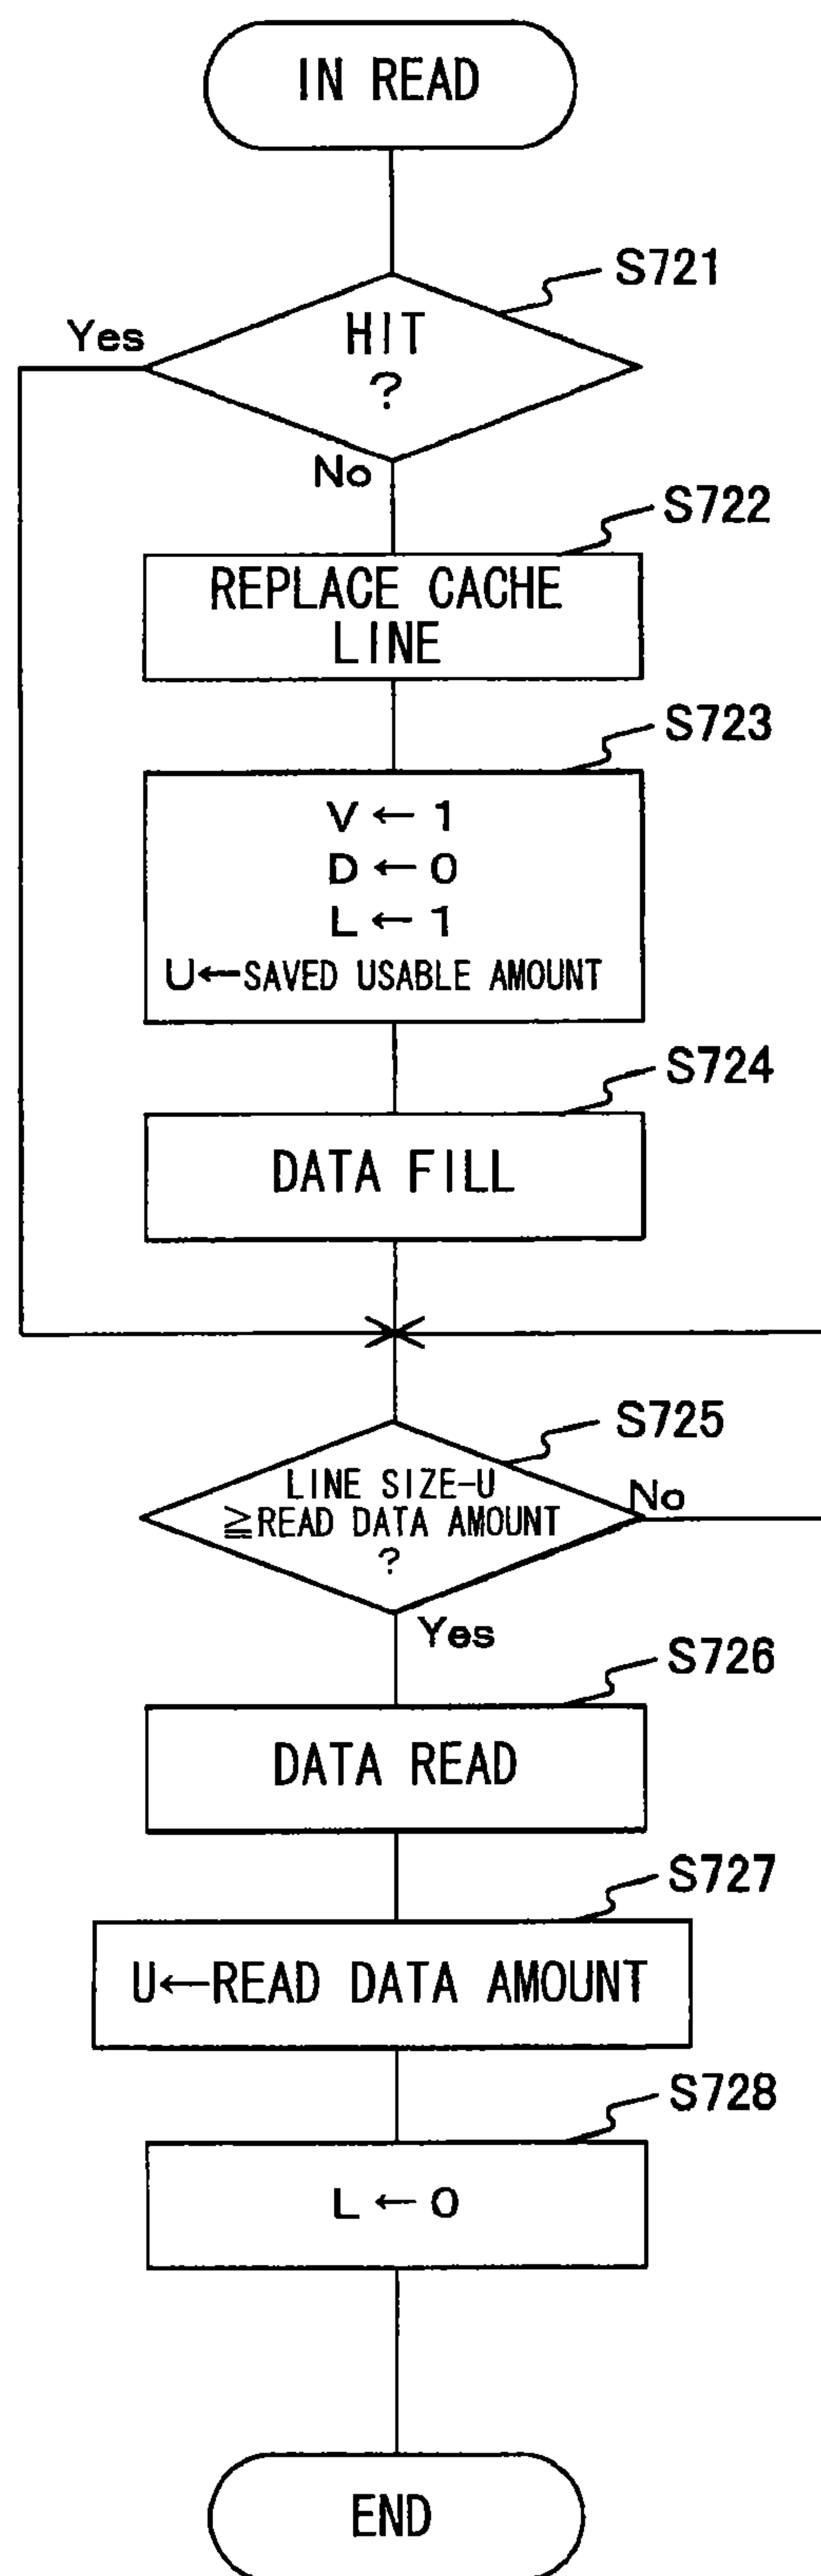 IN READ
S721
Yes
HIT
?
No
S722
REPLACE CACHE
LINE
S723
V ← 1
D ← 0
L ← 1
U←SAVED USABLE AMOUNT
S724
DATA FILL
S725
LINE SIZE-U
≧READ DATA AMOUNT
?
No
Yes
S726
DATA READ
S727
U←READ DATA AMOUNT
S728
L ← 0
END